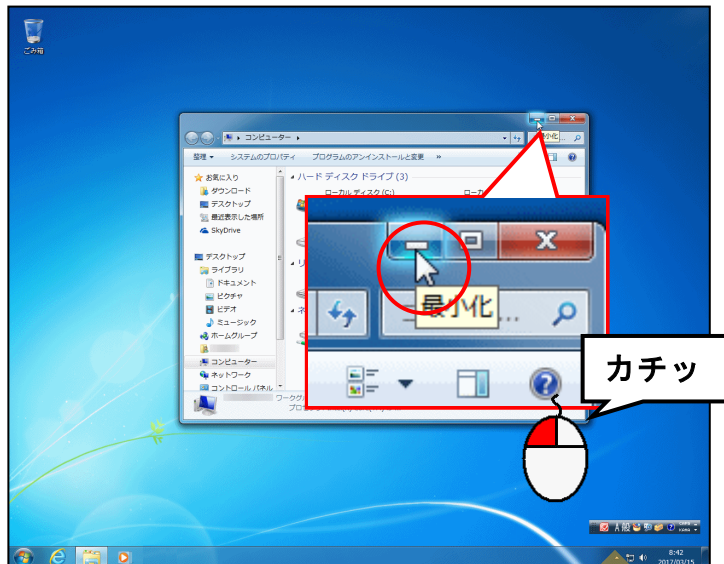 ごみ箱
コンピューター
最小化 ...
整理
システムのプロパティ
プログラムのアンインストールと変更
»
お気に入り
ダウンロード
デスクトップ
最近表示した場所
SkyDrive
デスクトップ
ライブラリ
ドキュメント
ピクチャ
ビデオ
ミュージック
ホームグループ
コンピューター
ネットワーク
コントロール パネル
ハード ディスク ドライブ (3)
ローカル ディスク (C:)
最小化
...
カチッ
A 般
8:42
2017/03/15